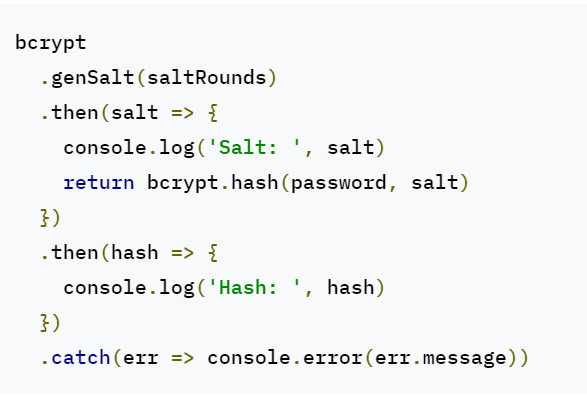 bcrypt
  .genSalt(saltRounds)
  .then(salt => {
    console.log('Salt: ', salt)
    return bcrypt.hash(password, salt)
  })
  .then(hash => {
    console.log('Hash: ', hash)
  })
  .catch(err => console.error(err.message))